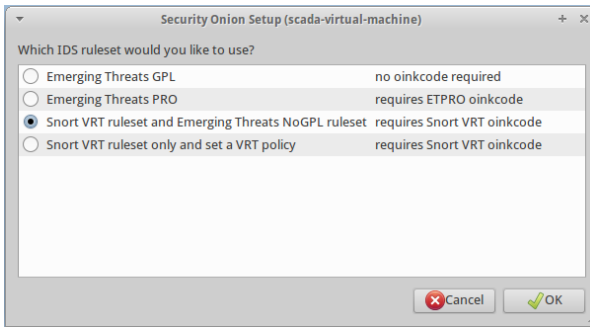 Security Onion Setup (scada-virtual-machine)
Which IDS ruleset would you like to use?
Emerging Threats GPL no oinkcode required
Emerging Threats PRO requires ETPRO oinkcode
Snort VRT ruleset and Emerging Threats NoGPL ruleset requires Snort VRT oinkcode
Snort VRT ruleset only and set a VRT policy requires Snort VRT oinkcode
Cancel OK